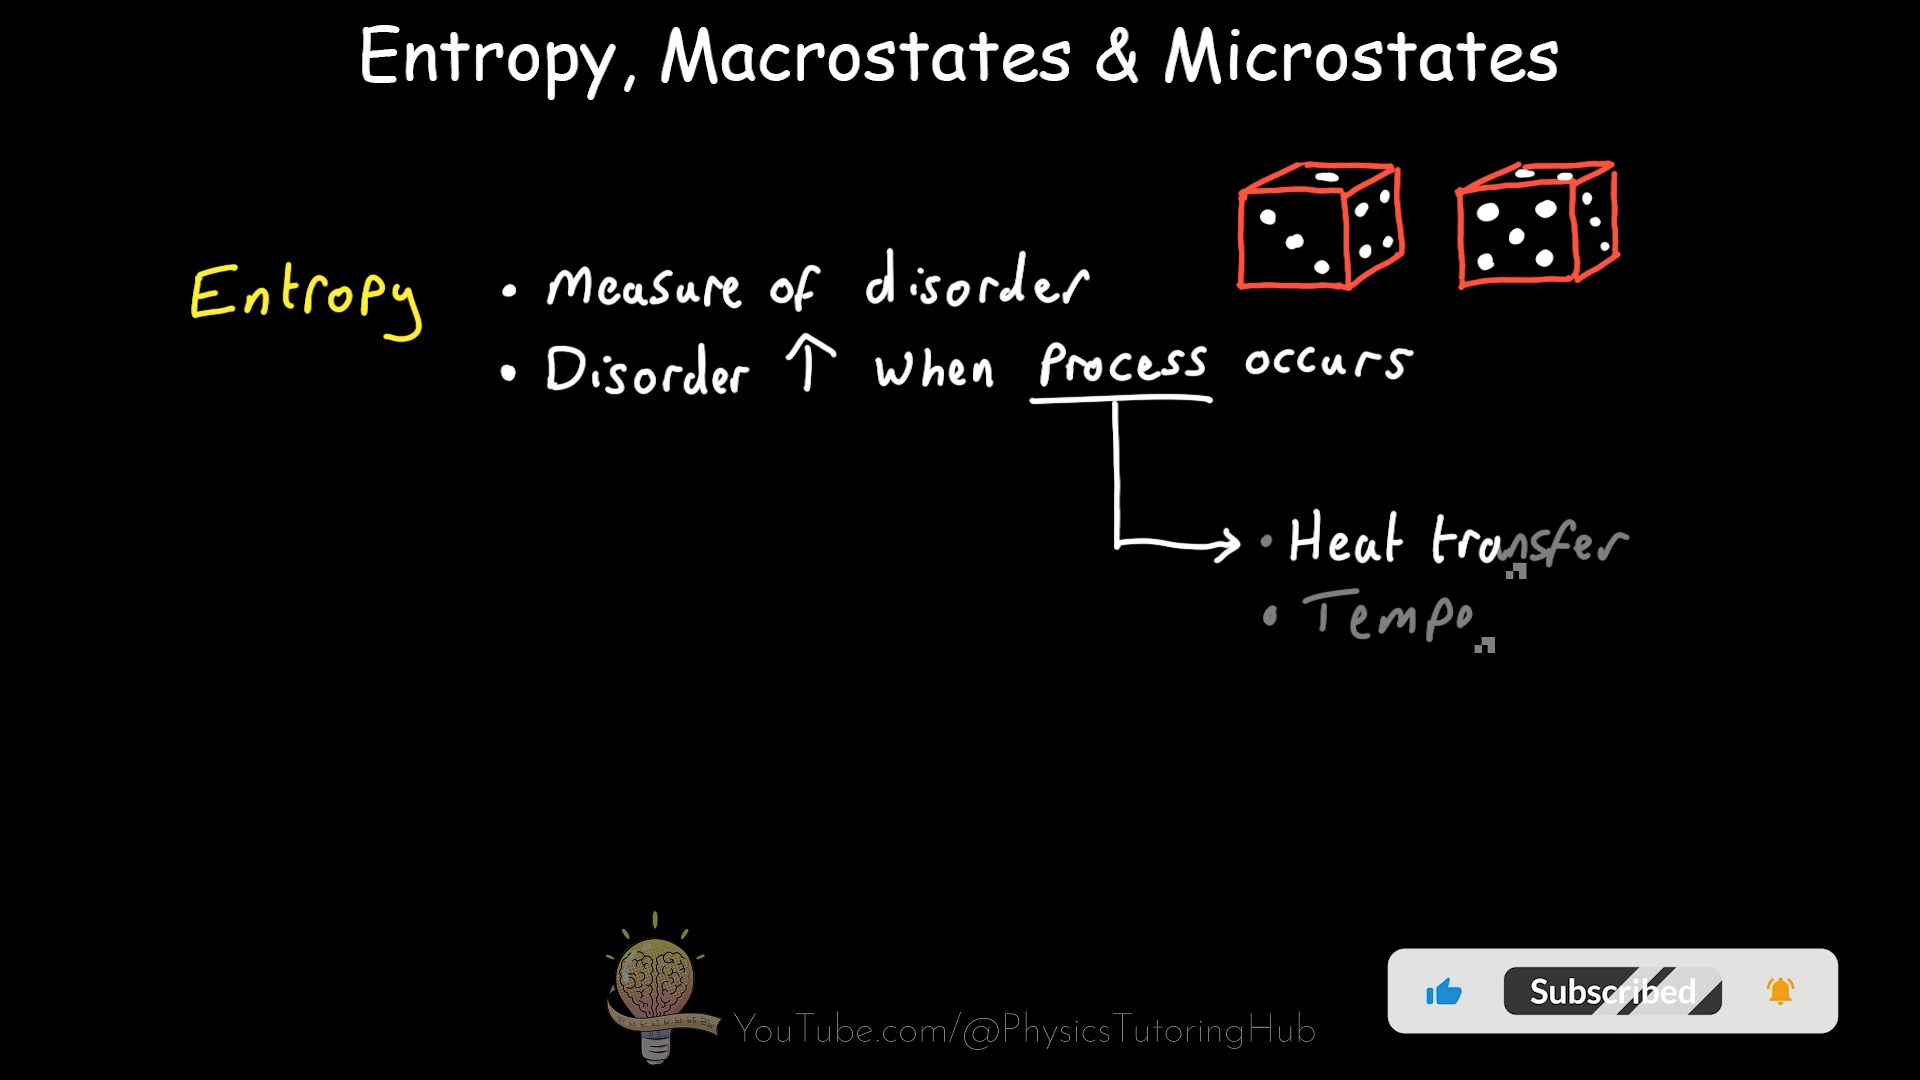 Entropy, Macrostates & Microstates
Entropy
• Measure of disorder
• Disorder ↑ when Process occurs
• Heat transfer
• Tempo
YouTube.com/@PhysicsTutoringHub
Subscribed